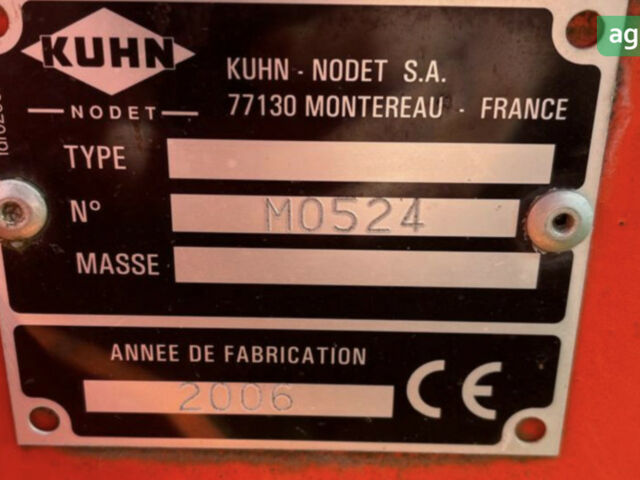 KUHN
NODET
KUHN - NODET S.A.
77130 MONTEREAU - FRANCE
TYPE
N° M0524
MASSE
ANNEE DE FABRICATION
2006
CE
ag